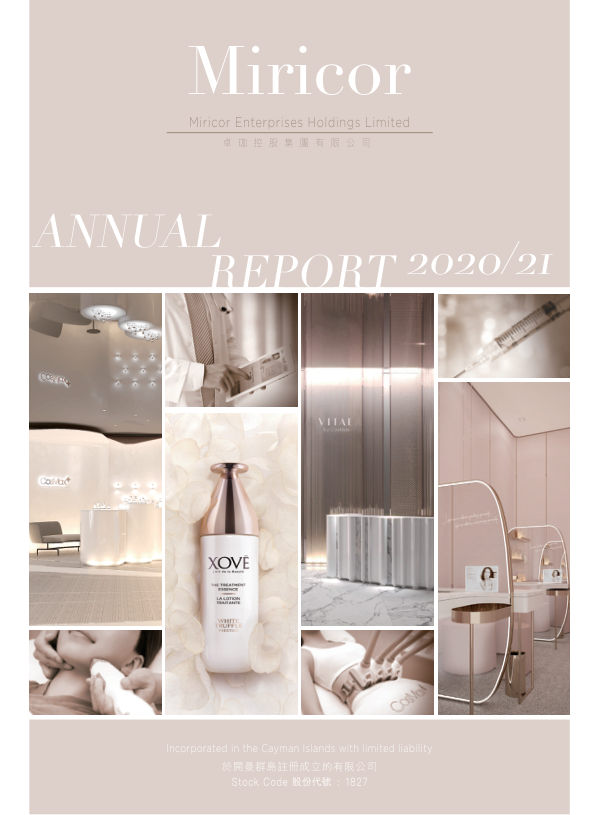 Miricor
Miricor Enterprises Holdings Limited
卓珈控股集團有限公司
ANNUAL
REPORT 2020/21
VITAE
CosMax
XOVĒ
THE TREATMENT
ESSENCE
LA LOTION
TRAITANTE
WHITE
TRUFFLE
CosMax
Incorporated in the Cayman Islands with limited liability
於開曼群島註冊成立的有限公司
Stock Code 股份代號 : 1827